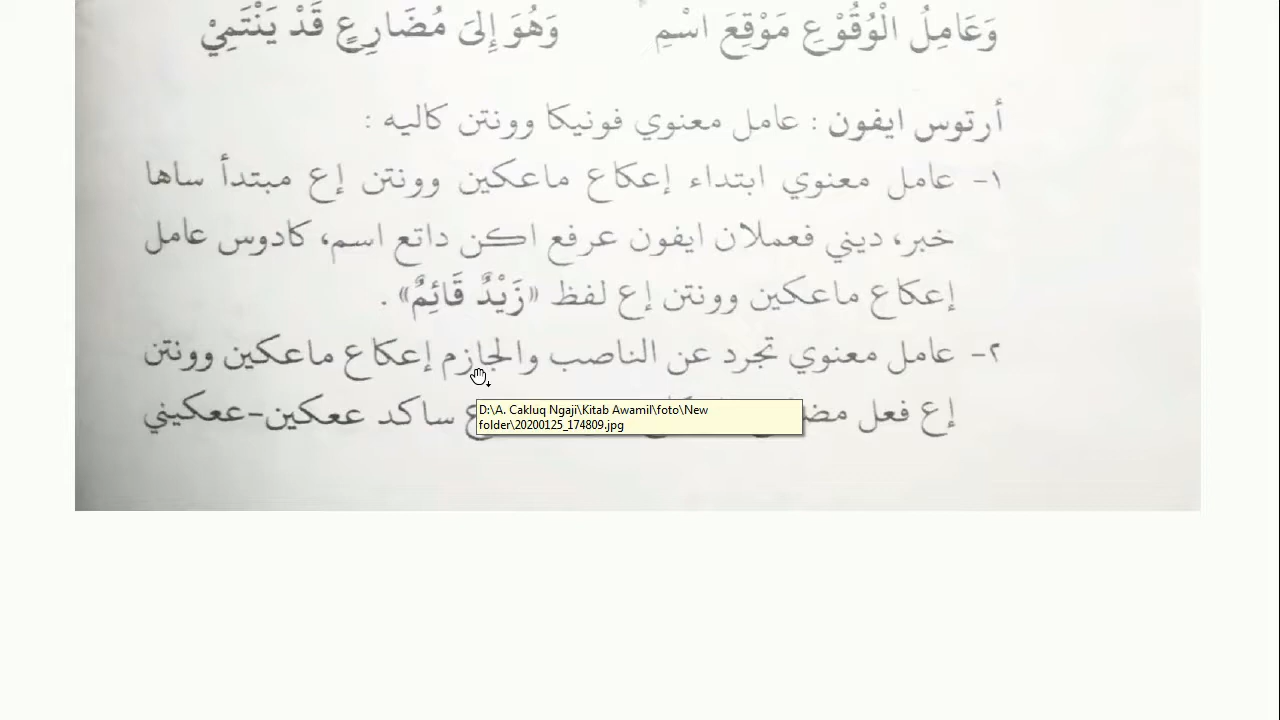 وَعَامِلُ الْوُقُوْعِ مَوْقِعَ اسْمِ وَهُوَ إِلَى مُضَارِعٍ قَدْ يَنْتَمِيْ
أرتوس ايفون : عامل معنوي فونيكا وونتن كاليه :
١- عامل معنوي ابتداء إعكاع ماعكين وونتن إع مبتدأ ساها
خبر، ديني فعملان ايفون عرفع اكن داتع اسم، كادوس عامل
إعكاع ماعكين وونتن إع لفظ «زَيْدٌ قَائِمٌ» .
٢- عامل معنوي تجرد عن الناصب والجازم إعكاع ماعكين وونتن
إع فعل ساكد ععكين-ععكيني
D:\A. Cakluq Ngaji\Kitab Awamil\foto\New
folder\20200125_174809.jpg